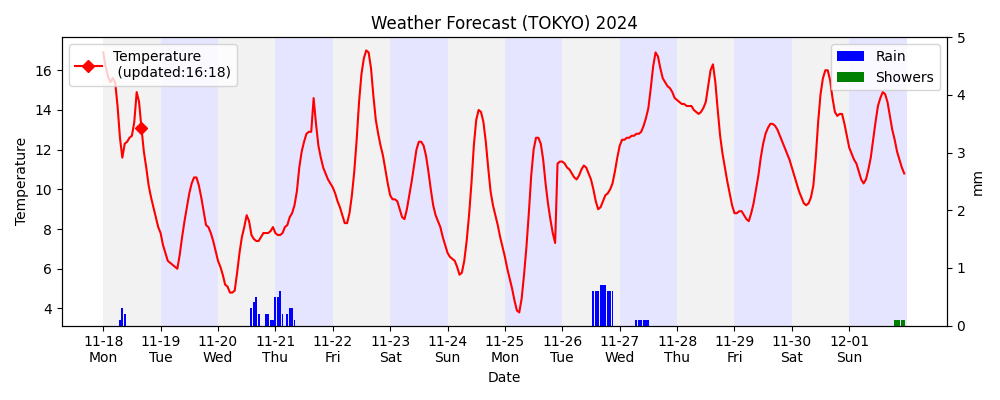 Weather Forecast (TOKYO) 2024
Temperature
(updated:16:18)
Rain
Showers
Temperature
16
14
12
10
8
6
4
5
4
3
2
1
0
mm
11-18 11-19 11-20 11-21 11-22 11-23 11-24 11-25 11-26 11-27 11-28 11-29 11-30 12-01
Mon Tue Wed Thu Fri Sat Sun Mon Tue Wed Thu Fri Sat Sun
Date